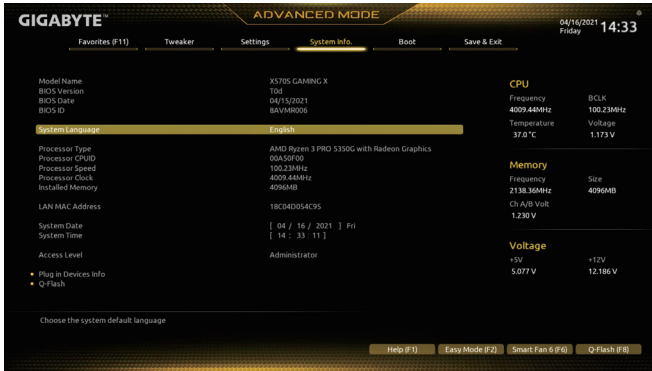 GIGABYTE™
ADVANCED MODE
04/16/2021
Friday
14:33
Favorites (F11) Tweaker Settings System Info. Boot Save & Exit
Model Name X570S GAMING X
BIOS Version T0d
BIOS Date 04/15/2021
BIOS ID 8AVMR006
System Language English
Processor Type AMD Ryzen 3 PRO 5350G with Radeon Graphics
Processor CPUID 00A50F00
Processor Speed 100.23MHz
Processor Clock 4009.44MHz
Installed Memory 4096MB
LAN MAC Address 18C04D054C95
System Date [ 04 / 16 / 2021 ] Fri
System Time [ 14 : 33 : 11 ]
Access Level Administrator
Plug in Devices Info
Q-Flash
Choose the system default language
CPU
Frequency BCLK
4009.44MHz 100.23MHz
Temperature Voltage
37.0 °C 1.173 V
Memory
Frequency Size
2138.36MHz 4096MB
Ch A/B Volt
1.230 V
Voltage
+5V +12V
5.077 V 12.186 V
Help (F1) Easy Mode (F2) Smart Fan 6 (F6) Q-Flash (F8)